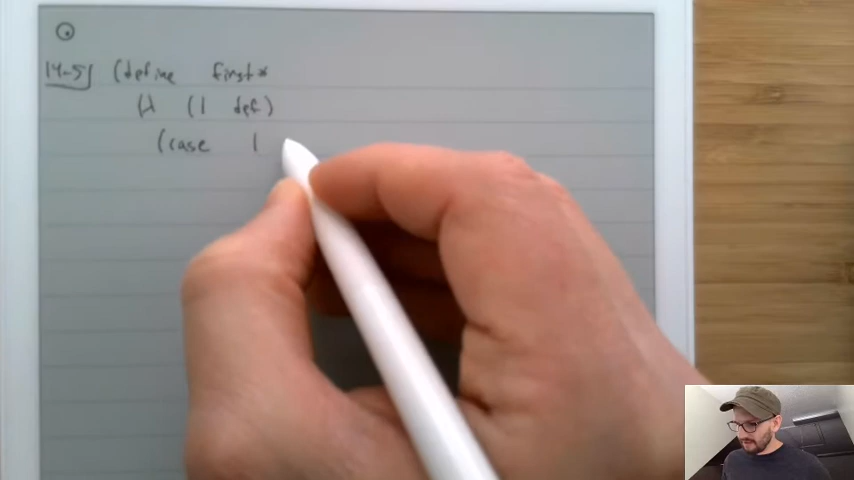 14-5) (define first*
(λ (l def)
(case l